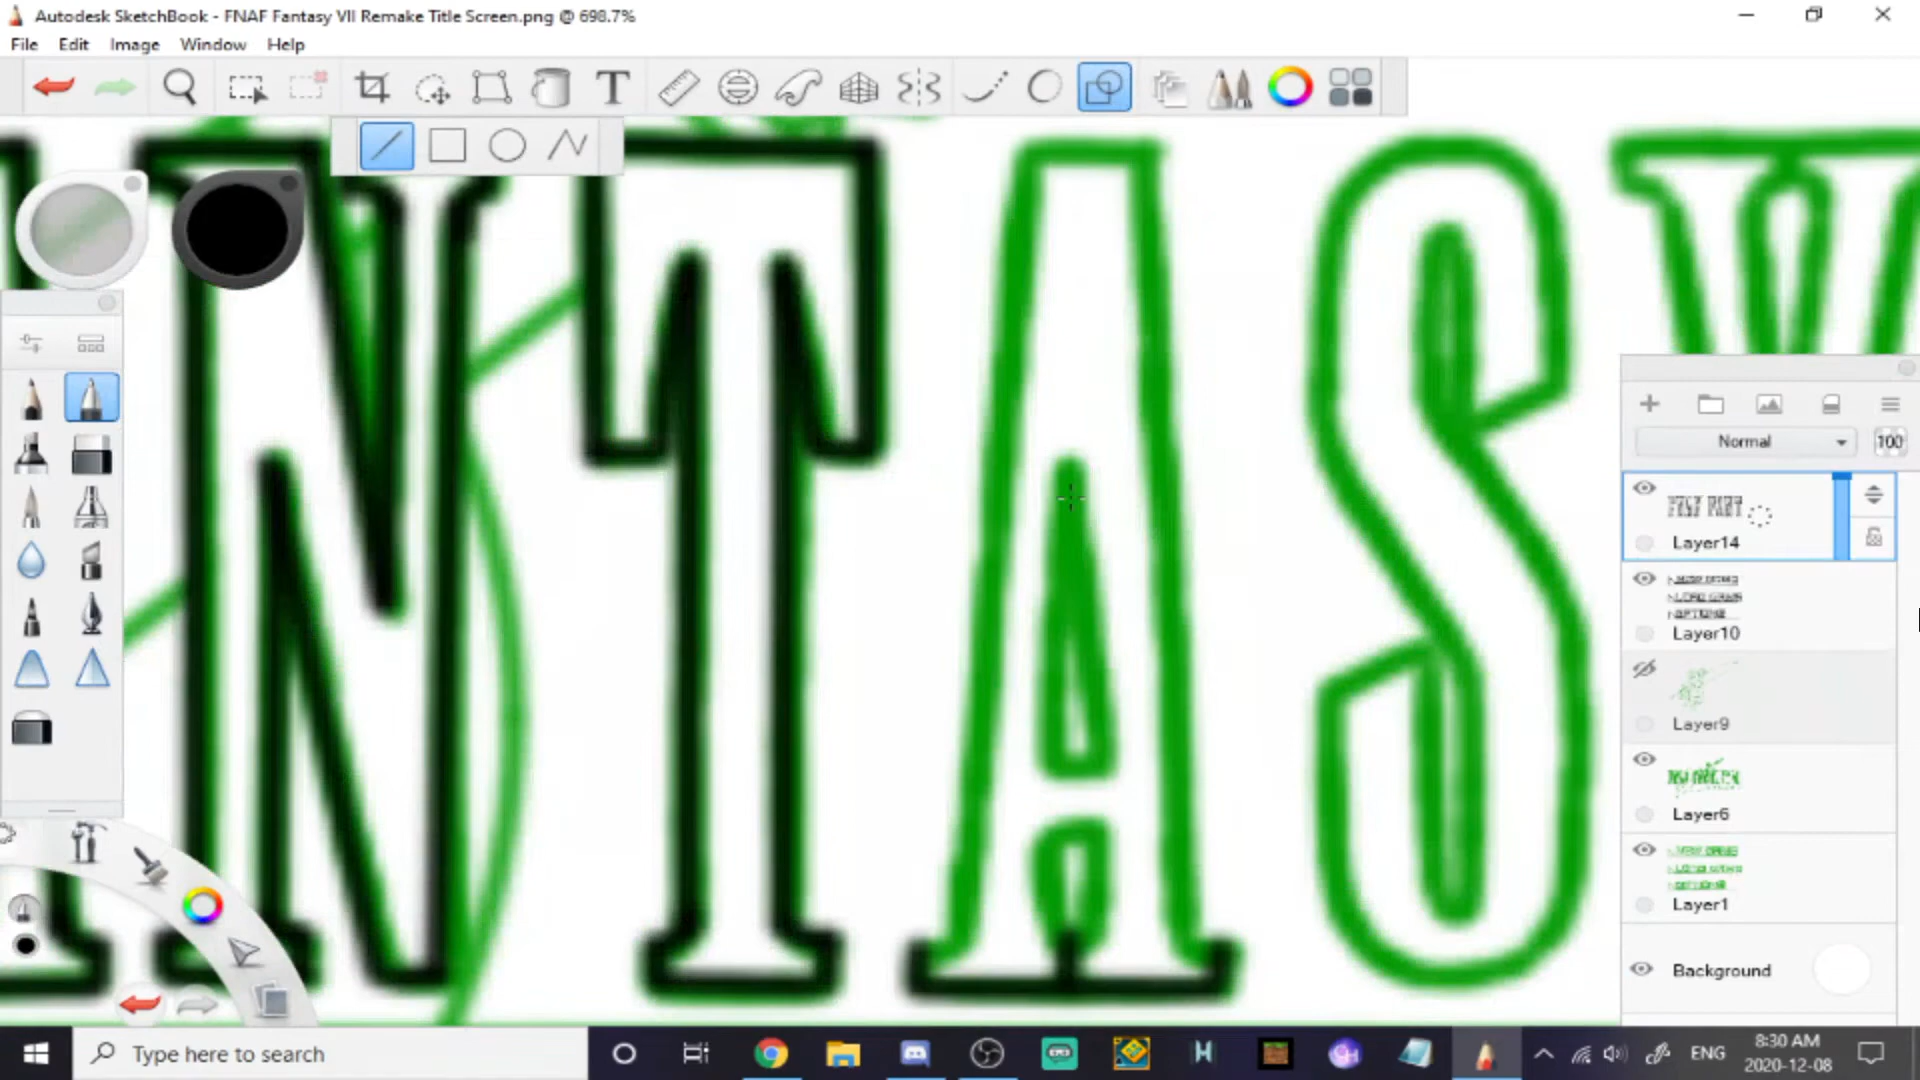 Autodesk SketchBook - FNAF Fantasy VII Remake Title Screen.png @ 698.7%
File Edit Image Window Help
T
NTASY
Normal 100
Layer14
Layer10
Layer9
Layer6
Layer1
Background
Type here to search
ENG
8:30 AM
2020-12-08